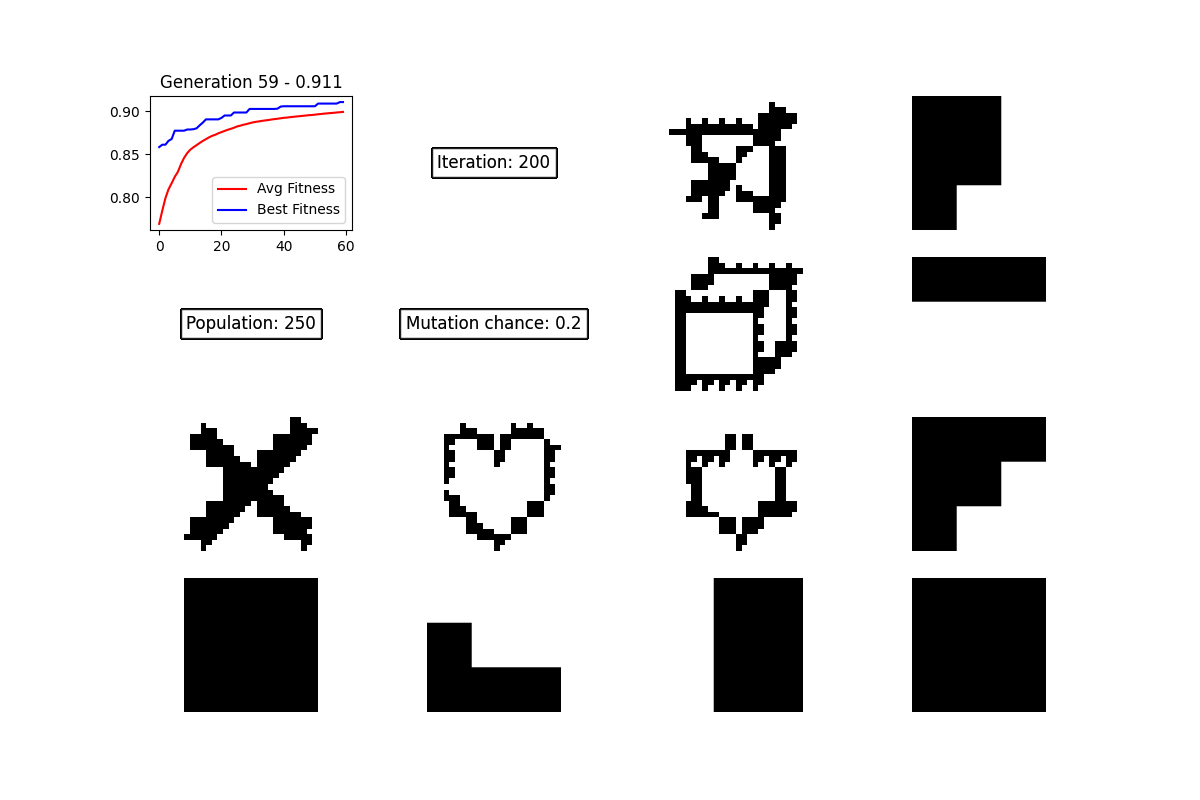 Generation 59 - 0.911
0.90
0.85
0.80
Avg Fitness
Best Fitness
0 20 40 60
Iteration: 200
Population: 250
Mutation chance: 0.2